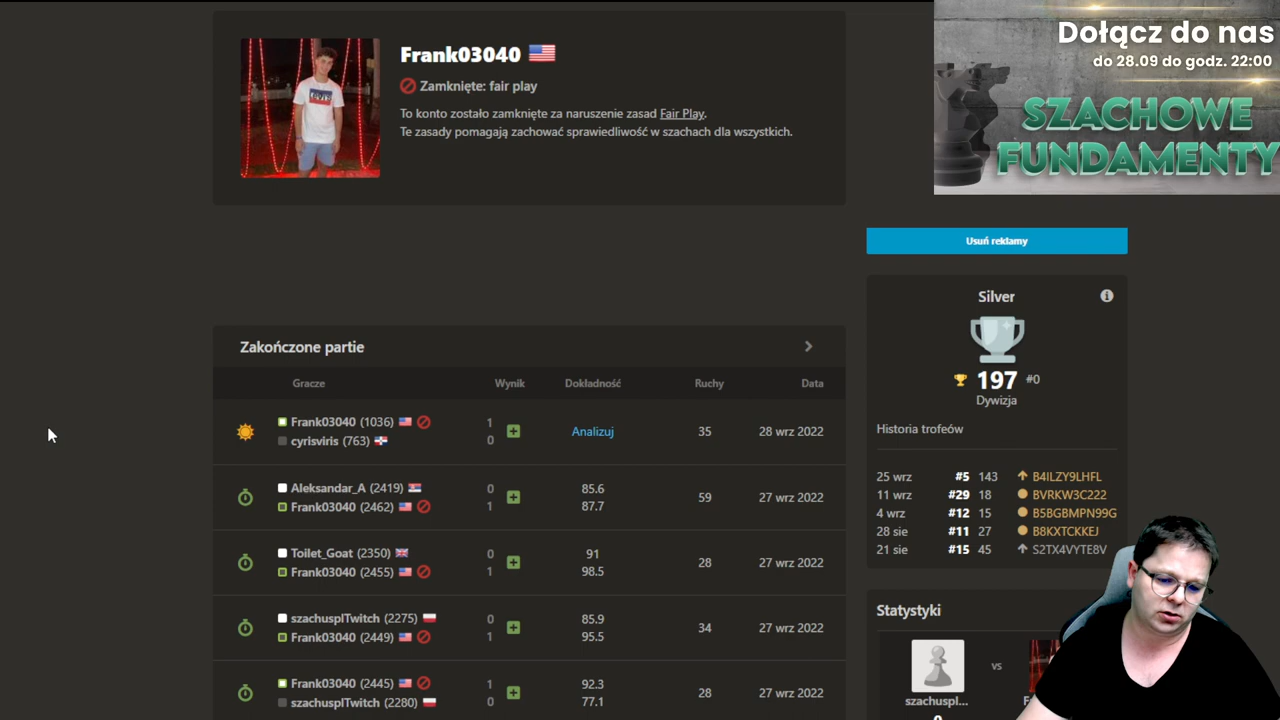 Frank03040
Zamknięte: fair play
To konto zostało zamknięte za naruszenie zasad Fair Play.
Te zasady pomagają zachować sprawiedliwość w szachach dla wszystkich.
Dołącz do nas
do 28.09 do godz. 22:00
SZACHOWE
FUNDAMENTY
Usuń reklamy
Zakończone partie
Gracze Wynik Dokładność Ruchy Data
Frank03040 (1036) 1
cyrisviris (763) 0
Analizuj 35 28 wrz 2022
Aleksandar_A (2419) 0 85.6
Frank03040 (2462) 1 87.7
59 27 wrz 2022
Toilet_Goat (2350) 0 91
Frank03040 (2455) 1 98.5
28 27 wrz 2022
szachusplTwitch (2275) 0 85.9
Frank03040 (2449) 1 95.5
34 27 wrz 2022
Frank03040 (2445) 1 92.3
szachusplTwitch (2280) 0 77.1
28 27 wrz 2022
Silver
197 #0
Dywizja
Historia trofeów
25 wrz #5 143 B4ILZY9LHFL
11 wrz #29 18 BVRKW3C222
4 wrz #12 15 B5BGBMPN99G
28 sie #11 27 B8KXTCKKEJ
21 sie #15 45 S2TX4VYTE8V
Statystyki
vs
szachuspl...